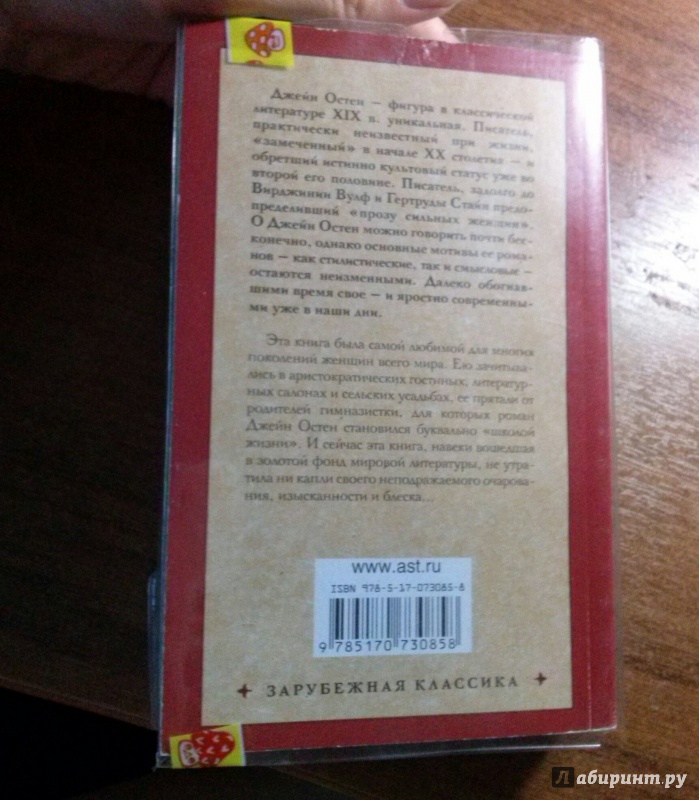 Джейн Остен — фигура в классической
литературе XIX в. уникальная. Писатель,
практически неизвестный при жизни,
«замеченный» в начале XX столетия — и
обретший истинно культовый статус уже во
второй его половине. Писатель, задолго до
Вирджинии Вулф и Гертруды Стайн предо-
пределивший «прозу сильных женщин».
О Джейн Остен можно говорить почти бес-
конечно, однако основные мотивы ее рома-
нов — как стилистические, так и смысловые —
остаются неизменными. Далеко обогнав-
шими время свое — и яростно современны-
ми уже в наши дни.
Эта книга была самой любимой для многих
поколений женщин всего мира. Ею зачитыва-
лись в аристократических гостиных, литератур-
ных салонах и сельских усадьбах, ее прятали от
родителей гимназистки, для которых роман
Джейн Остен становился буквально «школой
жизни». И сейчас эта книга, навеки вошедшая
в золотой фонд мировой литературы, не утра-
тила ни капли своего неподражаемого очарова-
ния, изысканности и блеска...
www.ast.ru
ISBN 978-5-17-073085-8
9 785170 730858
ЗАРУБЕЖНАЯ КЛАССИКА
Лабиринт.ру